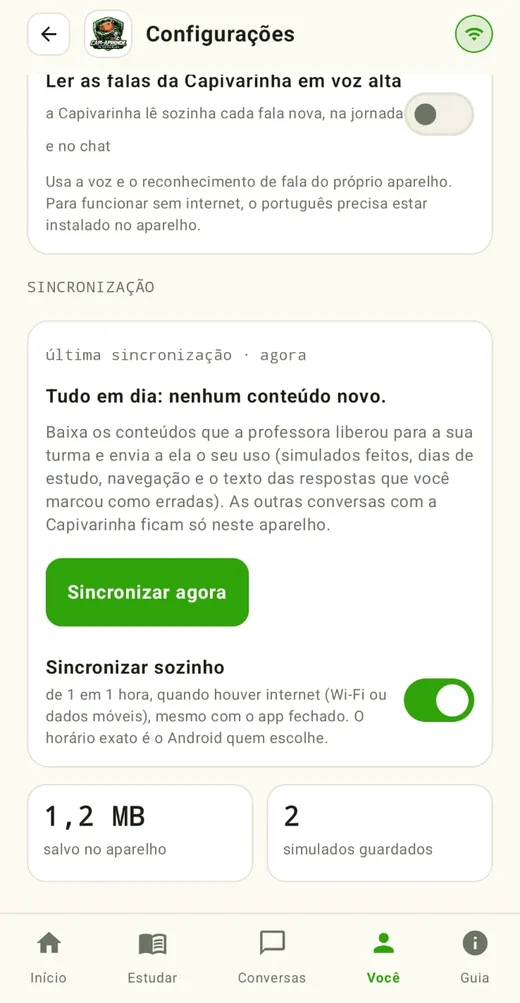 Configurações
Ler as falas da Capivarinha em voz alta
a Capivarinha lê sozinha cada fala nova, na jornada
e no chat
Usa a voz e o reconhecimento de fala do próprio aparelho.
Para funcionar sem internet, o português precisa estar
instalado no aparelho.
SINCRONIZAÇÃO
última sincronização · agora
Tudo em dia: nenhum conteúdo novo.
Baixa os conteúdos que a professora liberou para a sua
turma e envia a ela o seu uso (simulados feitos, dias de
estudo, navegação e o texto das respostas que você
marcou como erradas). As outras conversas com a
Capivarinha ficam só neste aparelho.
Sincronizar agora
Sincronizar sozinho
de 1 em 1 hora, quando houver internet (Wi-Fi ou
dados móveis), mesmo com o app fechado. O
horário exato é o Android quem escolhe.
1,2 MB
salvo no aparelho
2
simulados guardados
Início
Estudar
Conversas
Você
Guia